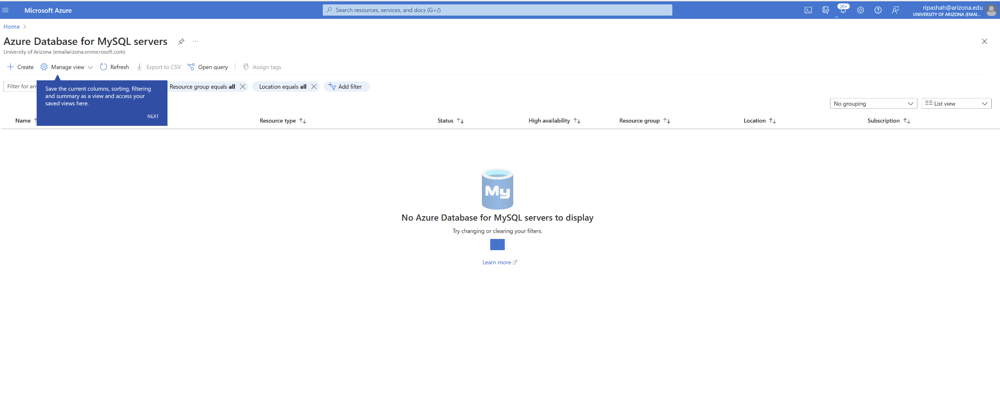 Microsoft Azure
Search resources, services, and docs (G+/)
20+
ripashah@arizona.edu
UNIVERSITY OF ARIZONA (EMAI...
Home
Azure Database for MySQL servers
...
University of Arizona (emailarizona.onmicrosoft.com)
Create
Manage view
Refresh
Export to CSV
Open query
Assign tags
Filter for any
Save the current columns, sorting, filtering
and summary as a view and access your
saved views here.
NEXT
Resource group equals all
Location equals all
Add filter
No grouping
List view
Name
Resource type
Status
High availability
Resource group
Location
Subscription
My
No Azure Database for MySQL servers to display
Try changing or clearing your filters.
...
Learn more